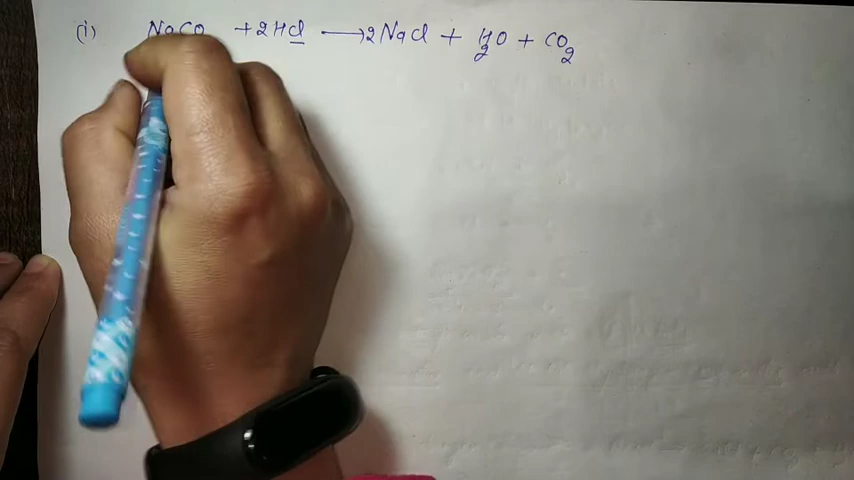 (i) NaCO + 2HCl ⟶ 2NaCl + H₂O + CO₂